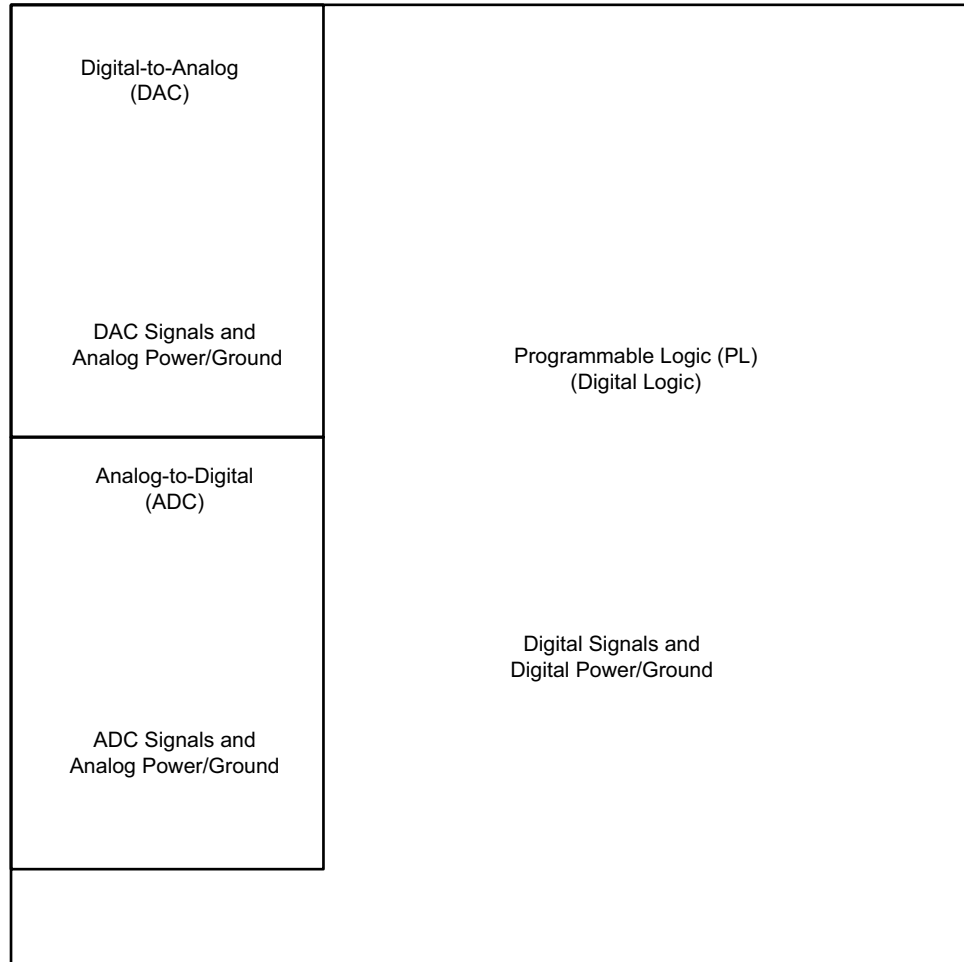 Digital-to-Analog
(DAC)
DAC Signals and
Analog Power/Ground
Analog-to-Digital
(ADC)
ADC Signals and
Analog Power/Ground
Programmable Logic (PL)
(Digital Logic)
Digital Signals and
Digital Power/Ground